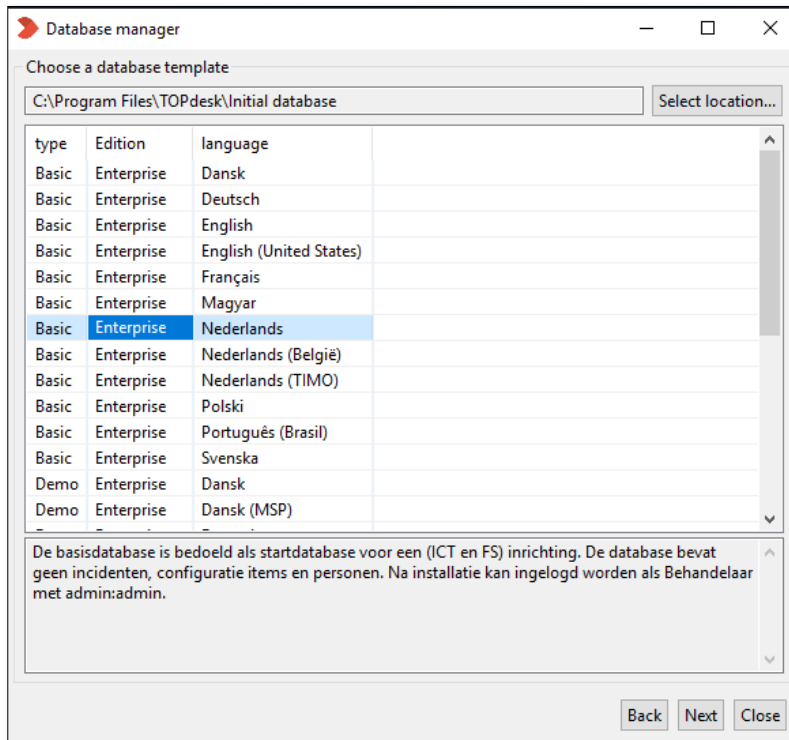 Database manager
Choose a database template
C:\Program Files\TOPdesk\Initial database Select location...
type Edition language
Basic Enterprise Dansk
Basic Enterprise Deutsch
Basic Enterprise English
Basic Enterprise English (United States)
Basic Enterprise Français
Basic Enterprise Magyar
Basic Enterprise Nederlands
Basic Enterprise Nederlands (België)
Basic Enterprise Nederlands (TIMO)
Basic Enterprise Polski
Basic Enterprise Português (Brasil)
Basic Enterprise Svenska
Demo Enterprise Dansk
Demo Enterprise Dansk (MSP)
De basisdatabase is bedoeld als startdatabase voor een (ICT en FS) inrichting. De database bevat
geen incidenten, configuratie items en personen. Na installatie kan ingelogd worden als Behandelaar
met admin:admin.
Back Next Close